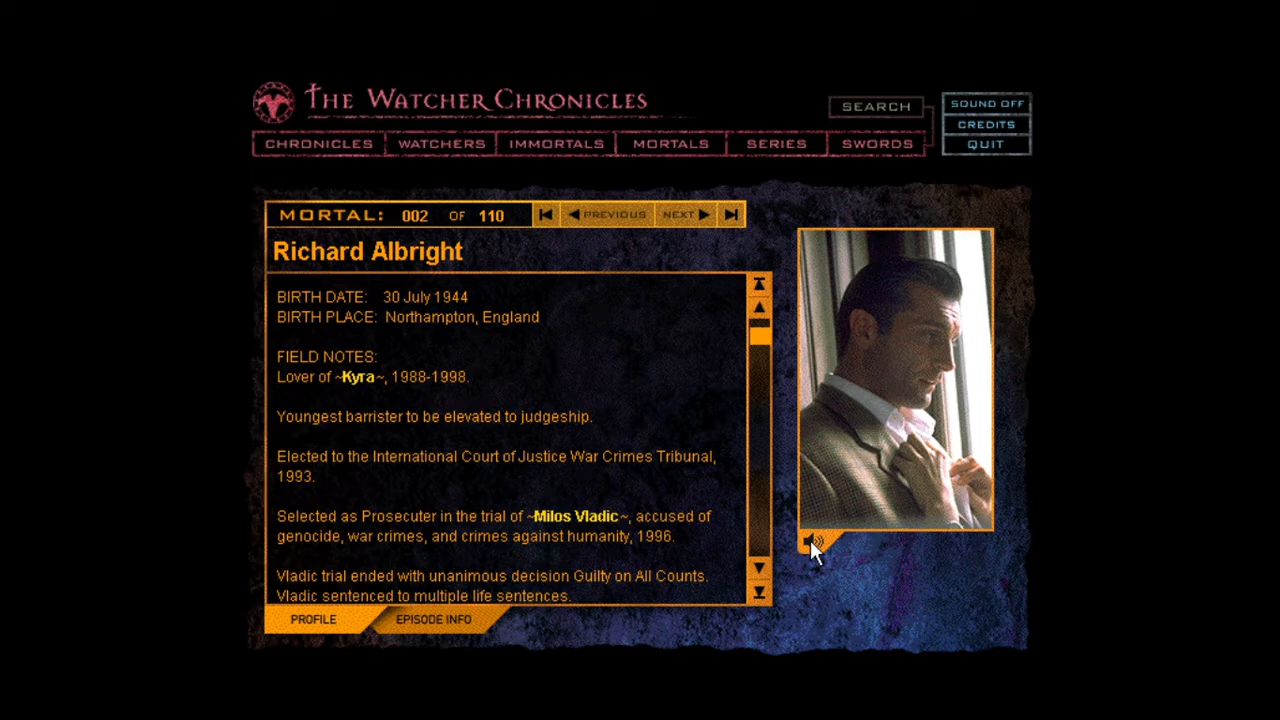 THE WATCHER CHRONICLES
SEARCH
SOUND OFF
CREDITS
QUIT
CHRONICLES WATCHERS IMMORTALS MORTALS SERIES SWORDS
MORTAL: 002 OF 110 PREVIOUS NEXT
Richard Albright
BIRTH DATE: 30 July 1944
BIRTH PLACE: Northampton, England
FIELD NOTES:
Lover of ~Kyra~, 1988-1998.
Youngest barrister to be elevated to judgeship.
Elected to the International Court of Justice War Crimes Tribunal,
1993.
Selected as Prosecuter in the trial of ~Milos Vladic~, accused of
genocide, war crimes, and crimes against humanity, 1996.
Vladic trial ended with unanimous decision Guilty on All Counts.
Vladic sentenced to multiple life sentences.
PROFILE EPISODE INFO